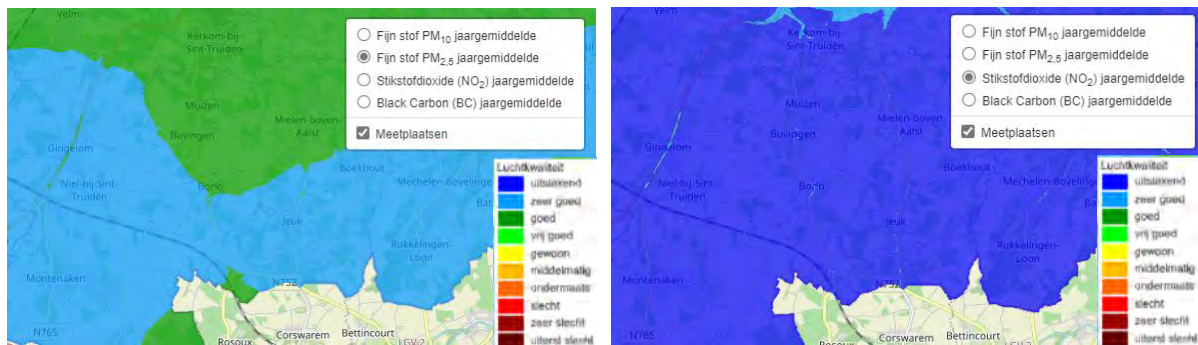 Velm
Kerkom-bij-
Sint-Truiden
Muizen
Buvingen
Mielen-boven-
Aalst
Gingelom
Niel-bij-Sint-
Truiden
Borlo
Boekhout
Mechelen-Bovelinge
Jeuk
Rukkelingen-
Loon
Montenaken
N752
N765
Rosoux
Corswarem
Bettincourt
LGV 2
Fijn stof PM10 jaargemiddelde
Fijn stof PM2.5 jaargemiddelde
Stikstofdioxide (NO2) jaargemiddelde
Black Carbon (BC) jaargemiddelde
Meetplaatsen
Luchtkwaliteit
uitstekend
zeer goed
goed
vrij goed
gewoon
middelmatig
ondermaats
slecht
zeer slecht
uiterst slecht
Velm
Kerkom-bij-
Sint-Truiden
Muizen
Buvingen
Mielen-boven-
Aalst
Gingelom
Niel-bij-Sint-
Truiden
Borlo
Boekhout
Mechelen-Bovelinge
Jeuk
Rukkelingen-
Loon
Montenaken
N752
N765
Rosoux
Corswarem
Bettincourt
Fijn stof PM10 jaargemiddelde
Fijn stof PM2.5 jaargemiddelde
Stikstofdioxide (NO2) jaargemiddelde
Black Carbon (BC) jaargemiddelde
Meetplaatsen
Luchtkwaliteit
uitstekend
zeer goed
goed
vrij goed
gewoon
middelmatig
ondermaats
slecht
zeer slecht
uiterst slecht